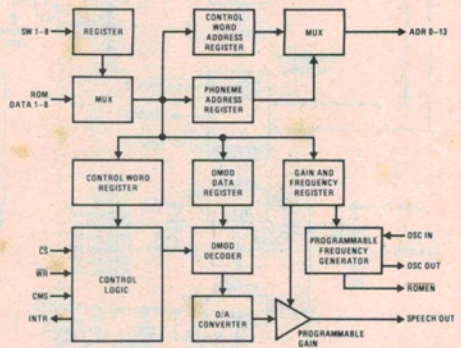 SW 1-8
REGISTER
CONTROL
WORD
ADDRESS
REGISTER
MUX
ADR 0-13
ROM
DATA 1-8
MUX
PHONEME
ADDRESS
REGISTER
CONTROL WORD
REGISTER
DMOD
DATA
REGISTER
GAIN AND
FREQUENCY
REGISTER
CS
WR
CMS
INTR
CONTROL
LOGIC
DMOD
DECODER
PROGRAMMABLE
FREQUENCY
GENERATOR
OSC IN
OSC OUT
ROMEN
D/A
CONVERTER
PROGRAMMABLE
GAIN
SPEECH OUT